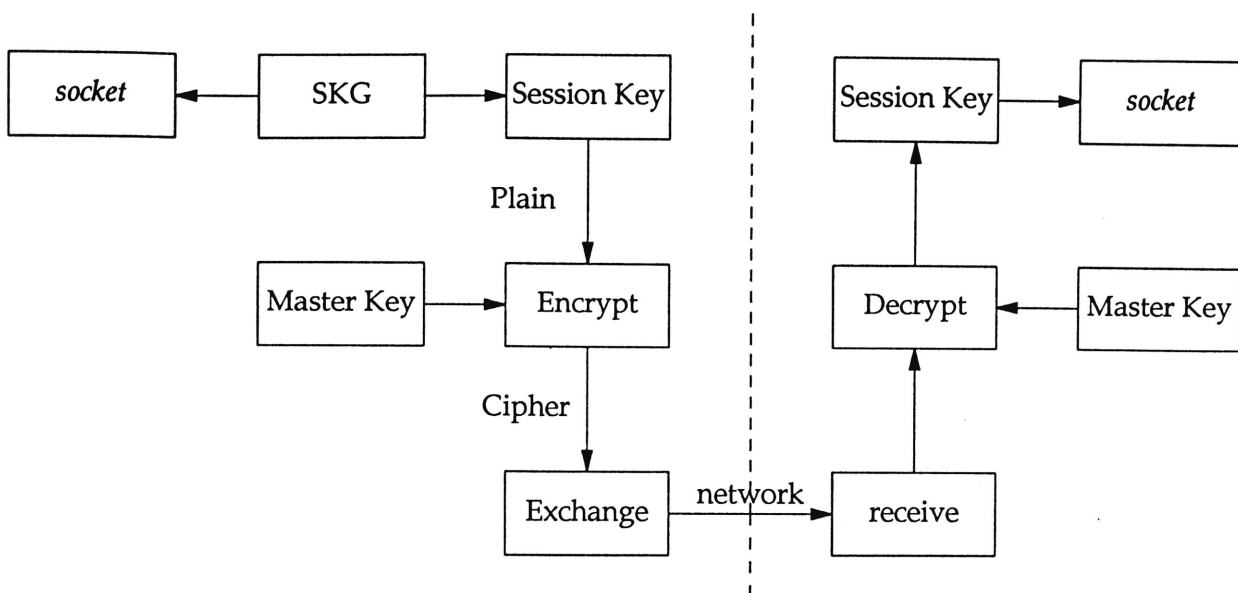 socket
SKG
Session Key
Session Key
socket
Plain
Master Key
Encrypt
Decrypt
Master Key
Cipher
Exchange
network
receive